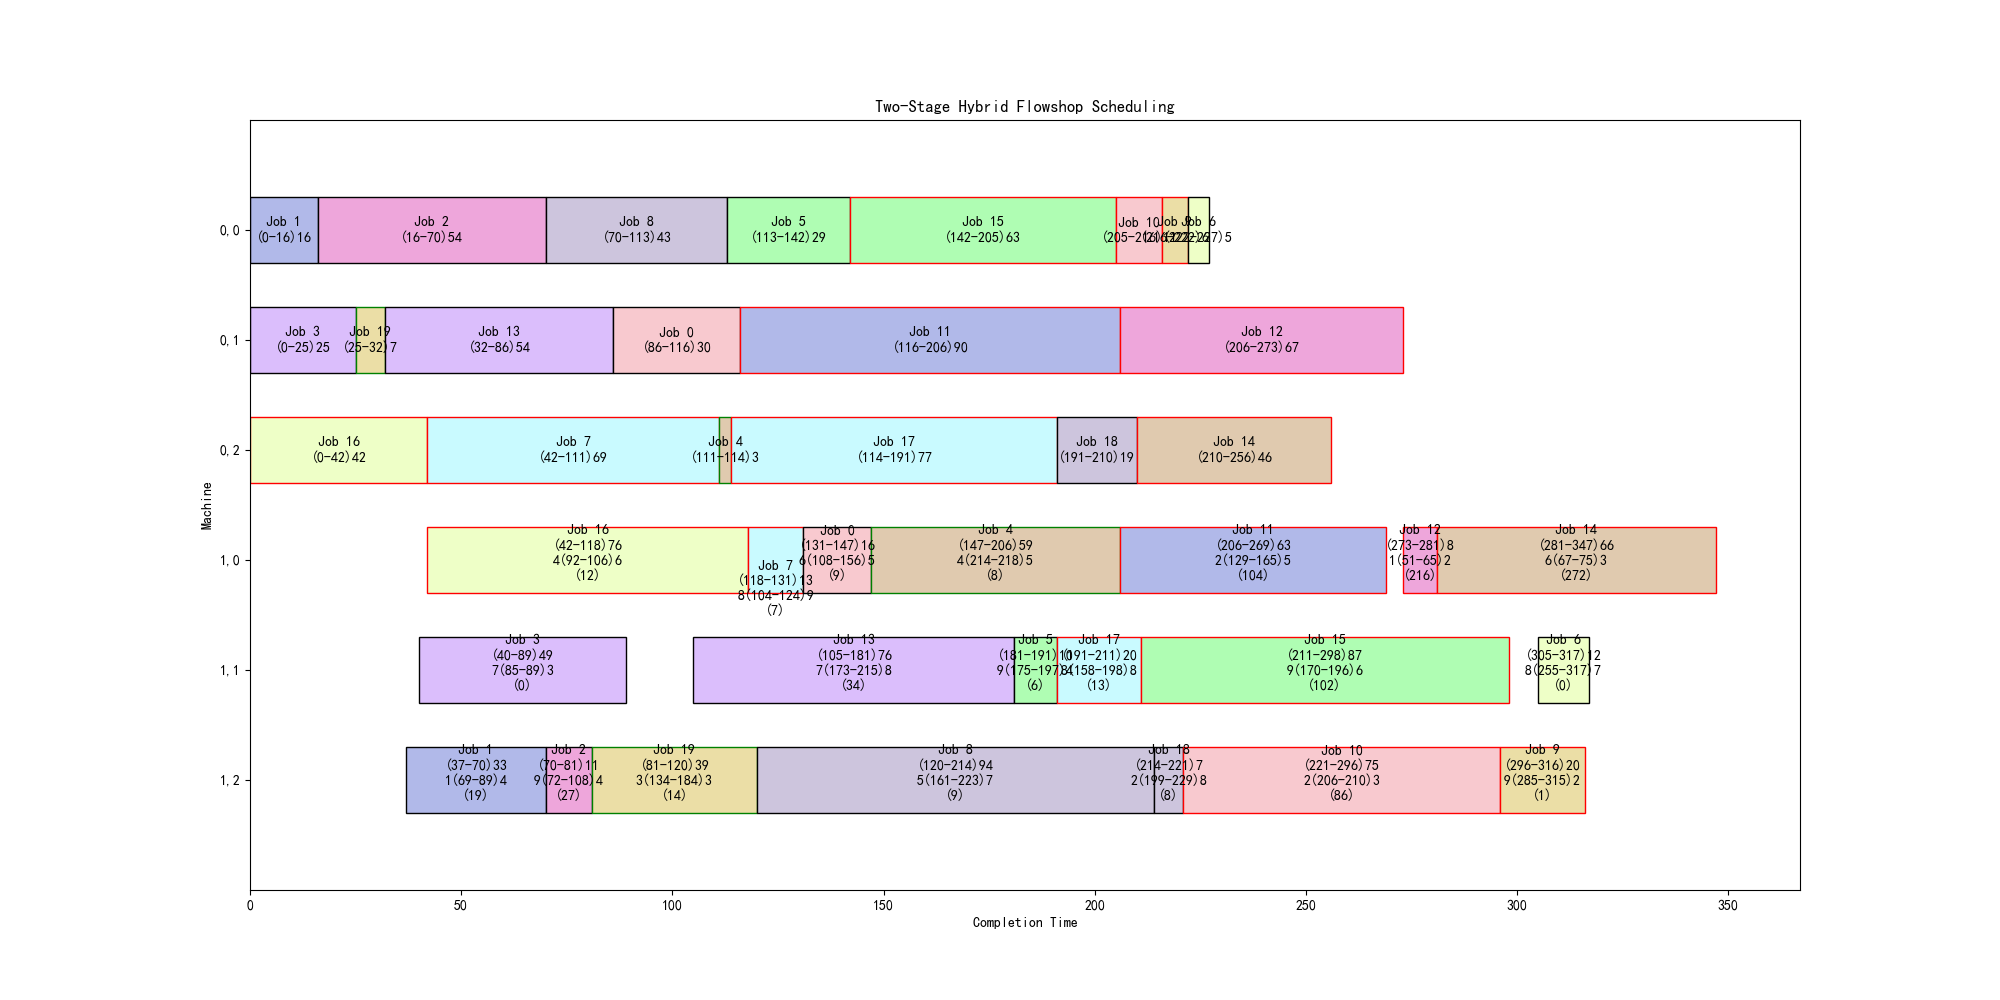 Two-Stage Hybrid Flowshop Scheduling
0,0
Job 1
(0-16)16
Job 2
(16-70)54
Job 8
(70-113)43
Job 5
(113-142)29
Job 15
(142-205)63
Job 10
Job 6
0,1
Job 3
(0-25)25
Job 19
(25-32)7
Job 13
(32-86)54
Job 0
(86-116)30
Job 11
(116-206)90
Job 12
(206-273)67
0,2
Job 16
(0-42)42
Job 7
(42-111)69
Job 4
(111-114)3
Job 17
(114-191)77
Job 18
(191-210)19
Job 14
(210-256)46
Machine
1,0
Job 16
(42-118)76
4(92-106)6
(12)
Job 7
(118-131)13
8(104-124)9
(7)
Job 0
(131-147)16
6(108-156)5
(9)
Job 4
(147-206)59
4(214-218)5
(8)
Job 11
(206-269)63
2(129-165)5
(104)
Job 12
(273-281)8
1(51-65)2
(216)
Job 14
(281-347)66
6(67-75)3
(272)
1,1
Job 3
(40-89)49
7(85-89)3
(0)
Job 13
(105-181)76
7(173-215)8
(34)
Job 5
(181-191)10
9(175-197)
(6)
Job 17
(191-211)20
(158-198)8
(13)
Job 15
(211-298)87
9(170-196)6
(102)
Job 6
(305-317)12
8(255-317)7
(0)
1,2
Job 1
(37-70)33
1(69-89)4
(19)
Job 2
(70-81)11
9(72-108)4
(27)
Job 19
(81-120)39
3(134-184)3
(14)
Job 8
(120-214)94
5(161-223)7
(9)
Job 18
(214-221)7
2(199-229)8
(8)
Job 10
(221-296)75
2(206-210)3
(86)
Job 9
(296-316)20
9(285-315)2
(1)
0
50
100
150
200
250
300
350
Completion Time